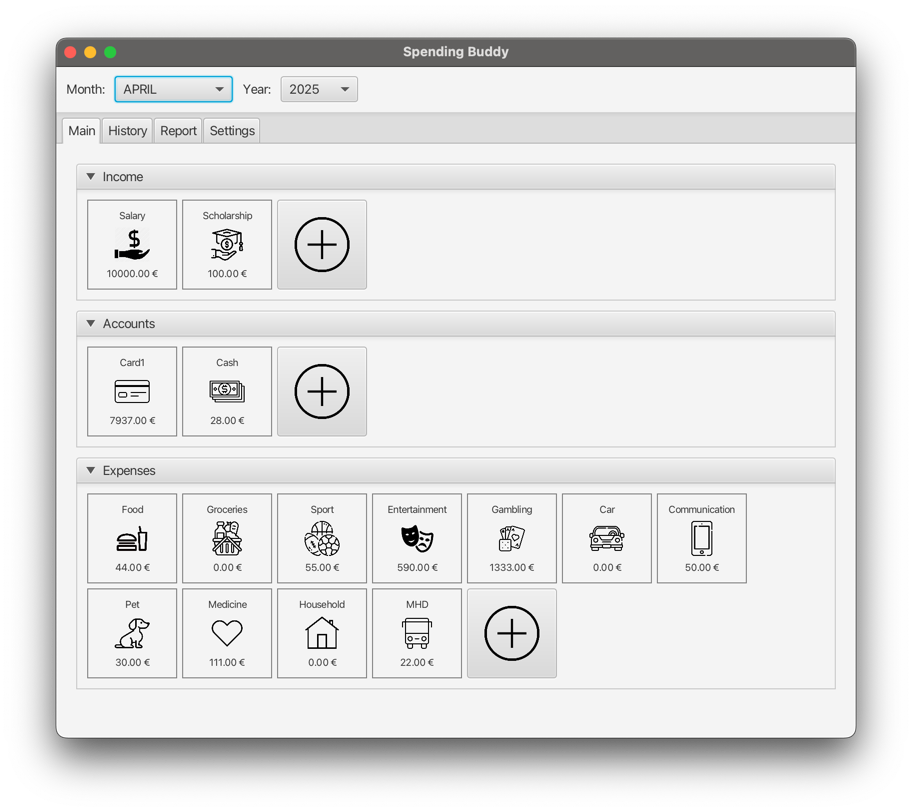 Spending Buddy
Month: APRIL Year: 2025
Main History Report Settings
Income
Salary Scholarship
10000.00 € 100.00 €
Accounts
Card1 Cash
7937.00 € 28.00 €
Expenses
Food Groceries Sport Entertainment Gambling Car Communication
44.00 € 0.00 € 55.00 € 590.00 € 1333.00 € 0.00 € 50.00 €
Pet Medicine Household MHD
30.00 € 111.00 € 0.00 € 22.00 €